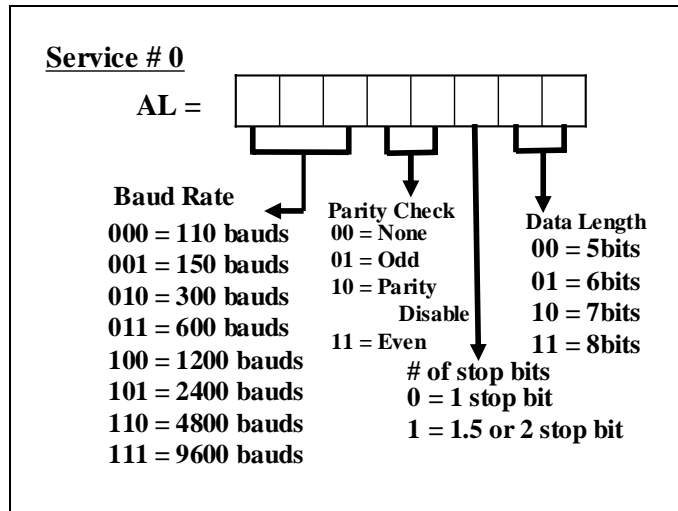 Service # 0
AL =
Baud Rate
000 = 110 bauds
001 = 150 bauds
010 = 300 bauds
011 = 600 bauds
100 = 1200 bauds
101 = 2400 bauds
110 = 4800 bauds
111 = 9600 bauds
Parity Check
00 = None
01 = Odd
10 = Parity
Disable
11 = Even
# of stop bits
0 = 1 stop bit
1 = 1.5 or 2 stop bit
Data Length
00 = 5bits
01 = 6bits
10 = 7bits
11 = 8bits